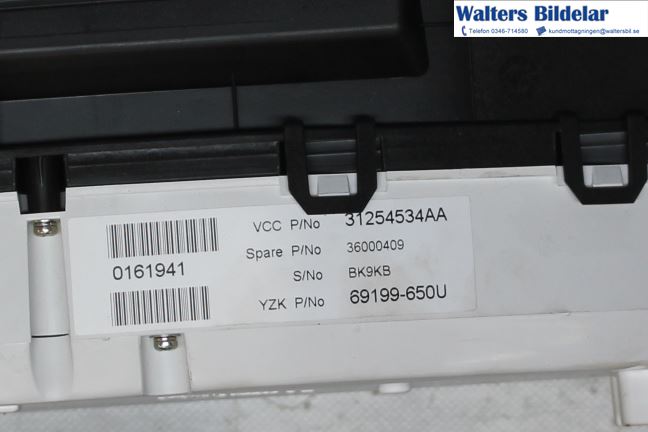 Walters Bildelar
Telefon 0346-714580 kundmottagningen@waltersbil.se
VCC P/No 31254534AA
Spare P/No 36000409
0161941
S/No BK9KB
YZK P/No 69199-650U